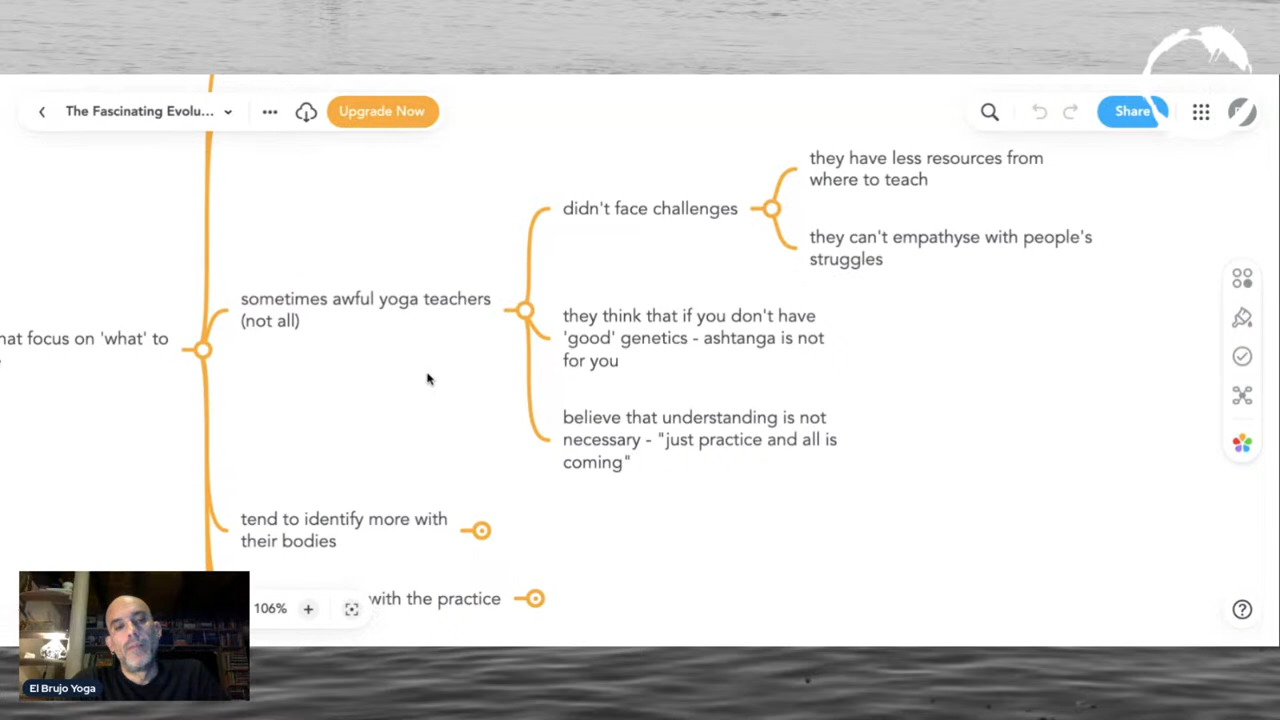 The Fascinating Evolu...
Upgrade Now
Share
they have less resources from
where to teach
didn't face challenges
they can't empathyse with people's
struggles
sometimes awful yoga teachers
(not all)
they think that if you don't have
'good' genetics - ashtanga is not
for you
hat focus on 'what' to
believe that understanding is not
necessary - "just practice and all is
coming"
tend to identify more with
their bodies
with the practice
106%
El Brujo Yoga